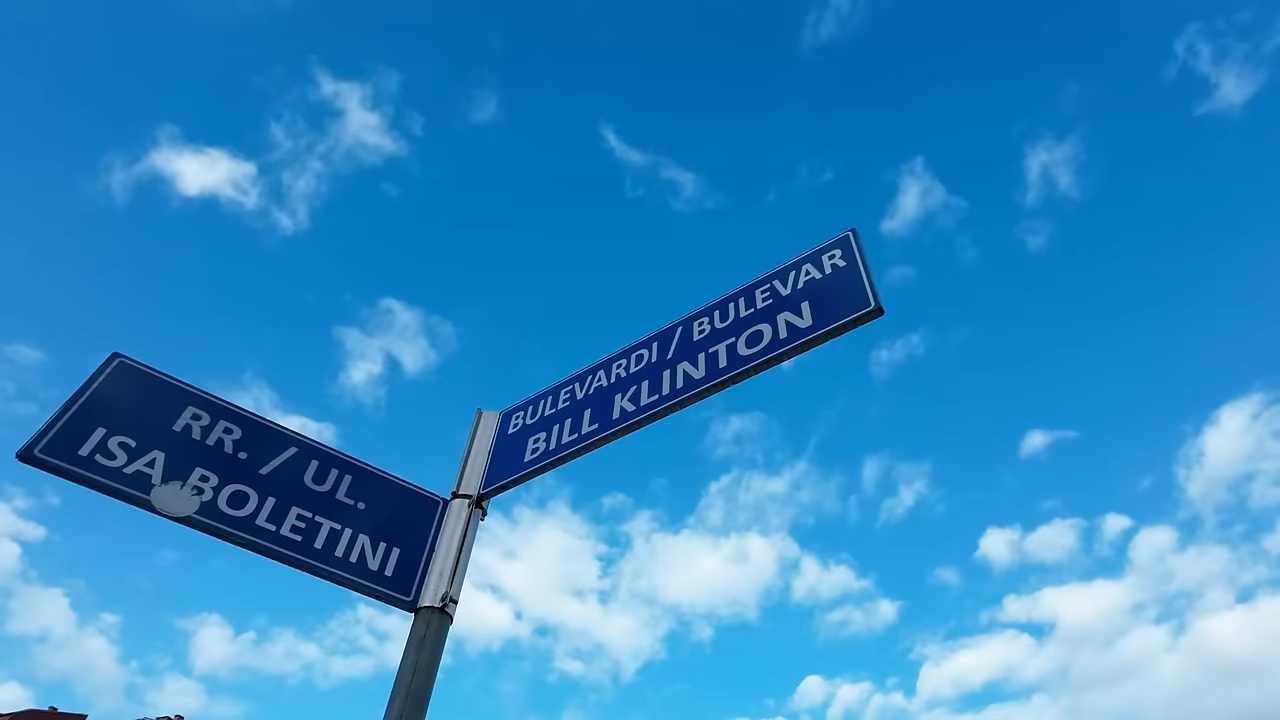 RR. / UL.
ISA BOLETINI
BULEVARDI / BULEVAR
BILL KLINTON